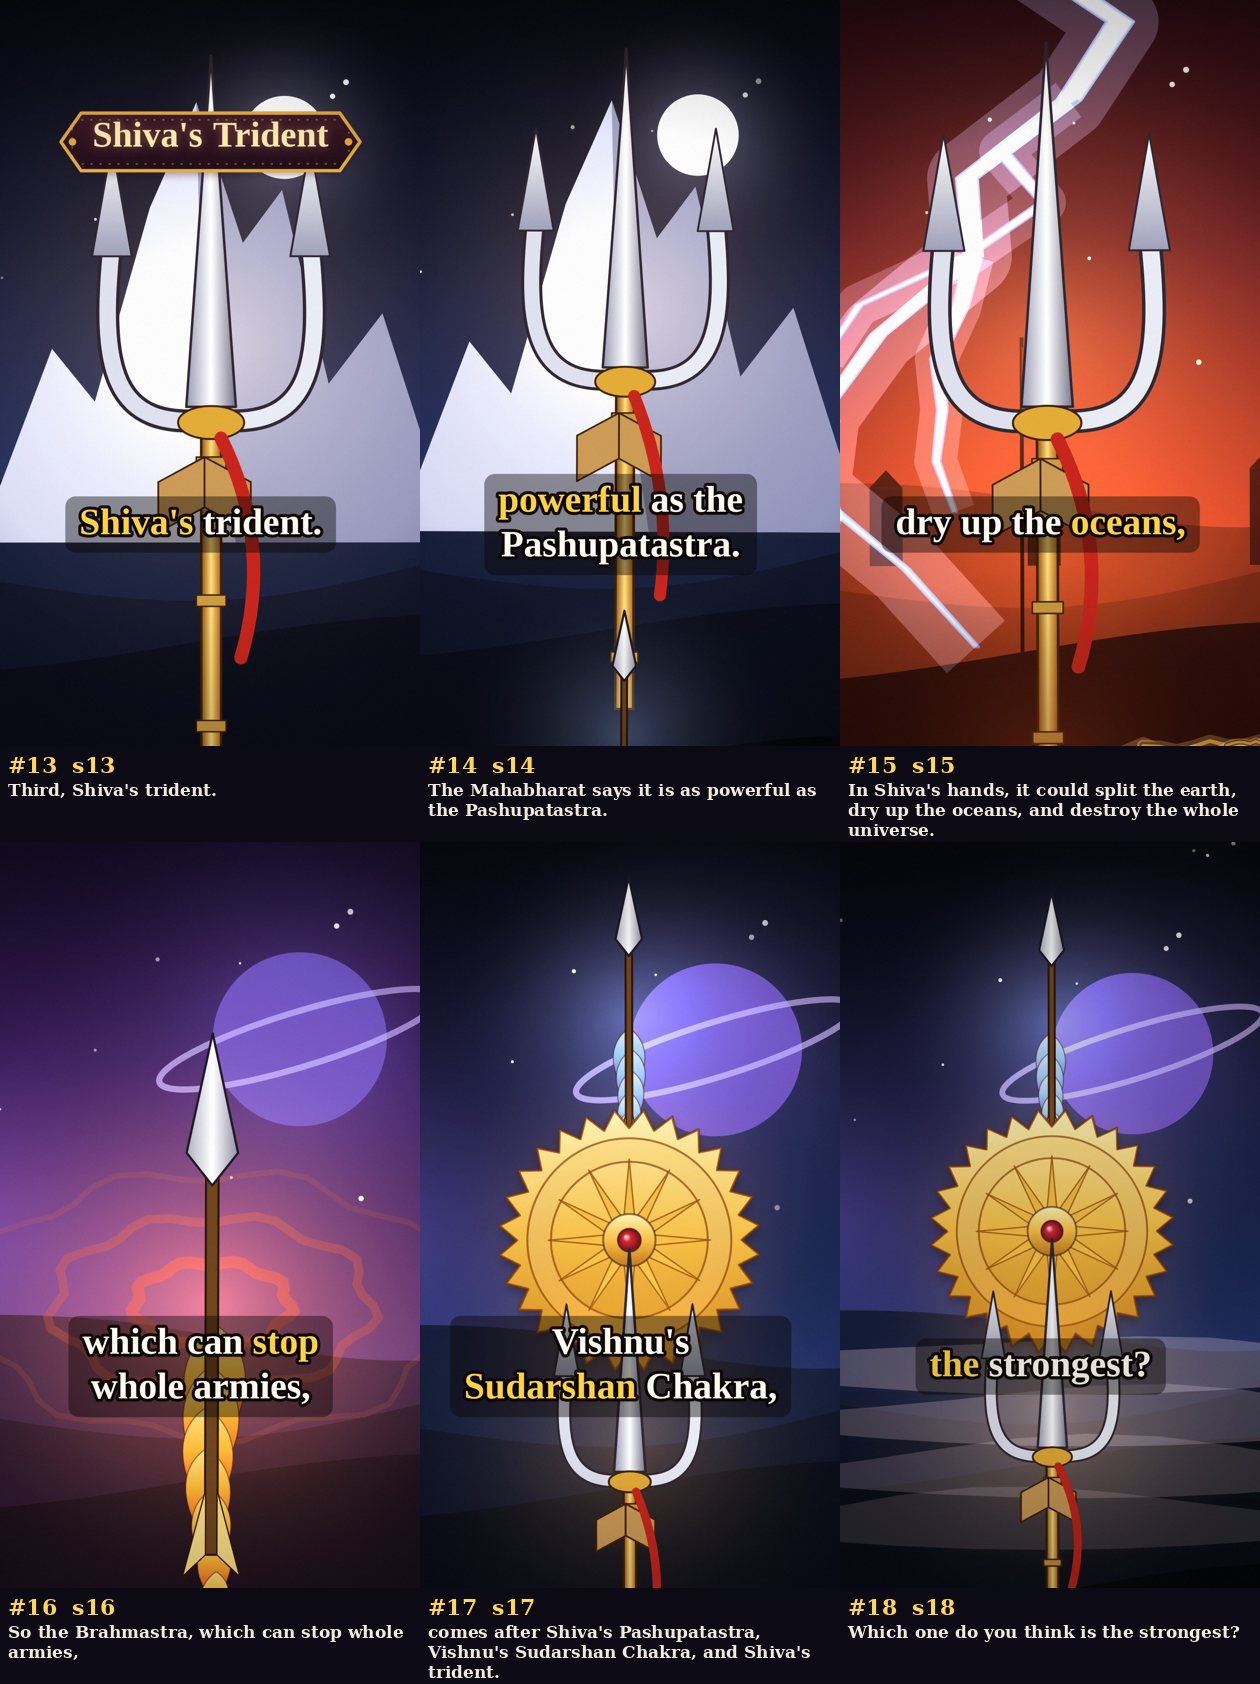 Shiva's Trident
Shiva's trident.
powerful as the
Pashupatastra.
dry up the oceans,
#13 s13
Third, Shiva's trident.
#14 s14
The Mahabharat says it is as powerful as
the Pashupatastra.
#15 s15
In Shiva's hands, it could split the earth,
dry up the oceans, and destroy the whole
universe.
which can stop
whole armies,
Vishnu's
Sudarshan Chakra,
the strongest?
#16 s16
So the Brahmastra, which can stop whole
armies,
#17 s17
comes after Shiva's Pashupatastra,
Vishnu's Sudarshan Chakra, and Shiva's
trident.
#18 s18
Which one do you think is the strongest?